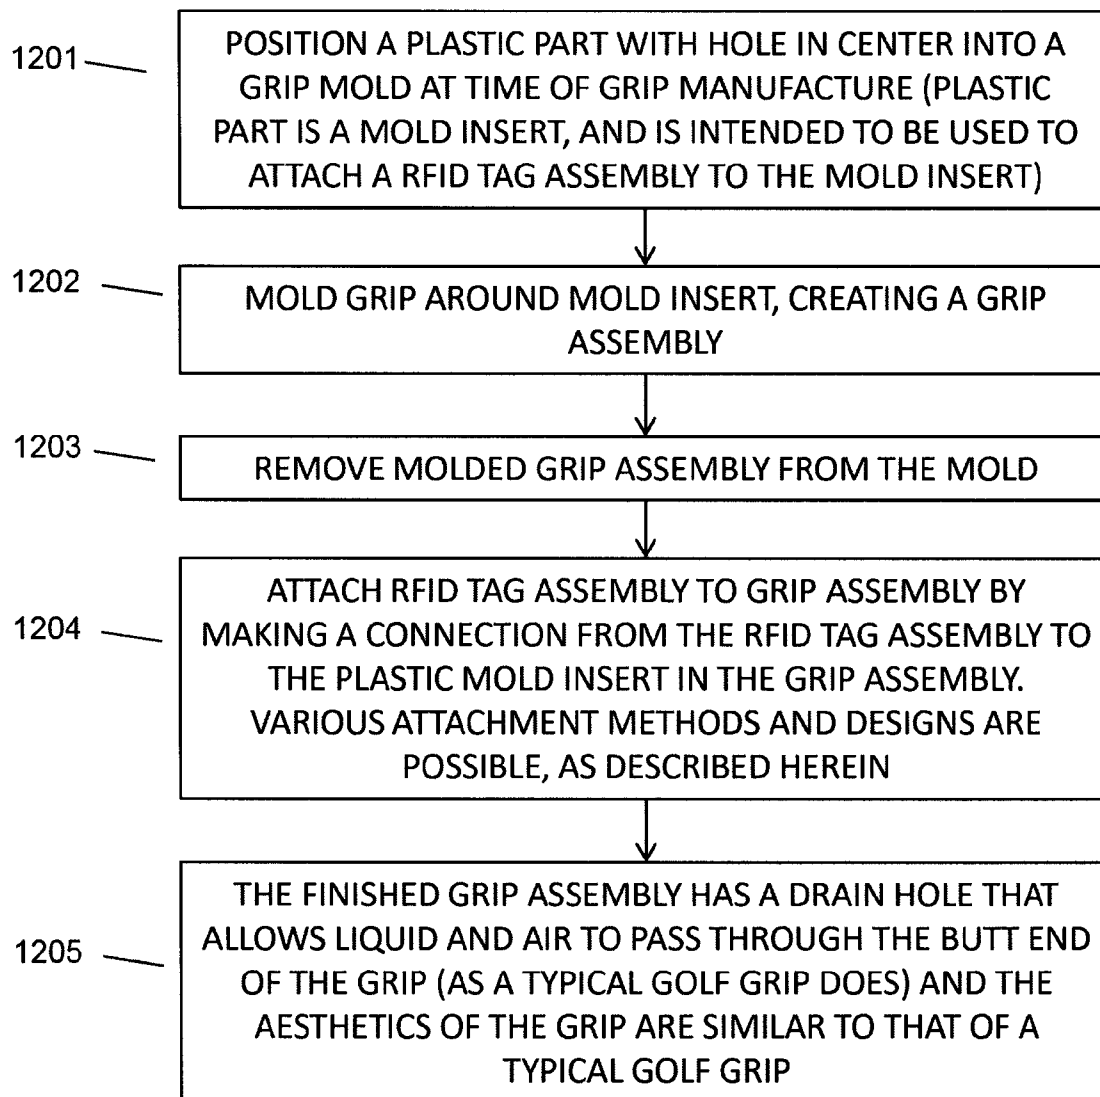 1201
POSITION A PLASTIC PART WITH HOLE IN CENTER INTO A
GRIP MOLD AT TIME OF GRIP MANUFACTURE (PLASTIC
PART IS A MOLD INSERT, AND IS INTENDED TO BE USED TO
ATTACH A RFID TAG ASSEMBLY TO THE MOLD INSERT)
1202
MOLD GRIP AROUND MOLD INSERT, CREATING A GRIP
ASSEMBLY
1203
REMOVE MOLDED GRIP ASSEMBLY FROM THE MOLD
1204
ATTACH RFID TAG ASSEMBLY TO GRIP ASSEMBLY BY
MAKING A CONNECTION FROM THE RFID TAG ASSEMBLY TO
THE PLASTIC MOLD INSERT IN THE GRIP ASSEMBLY.
VARIOUS ATTACHMENT METHODS AND DESIGNS ARE
POSSIBLE, AS DESCRIBED HEREIN
1205
THE FINISHED GRIP ASSEMBLY HAS A DRAIN HOLE THAT
ALLOWS LIQUID AND AIR TO PASS THROUGH THE BUTT END
OF THE GRIP (AS A TYPICAL GOLF GRIP DOES) AND THE
AESTHETICS OF THE GRIP ARE SIMILAR TO THAT OF A
TYPICAL GOLF GRIP